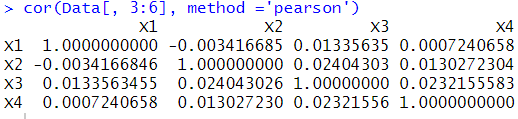 > cor(Data[, 3:6], method ='pearson')
X1 X2 X3 X4
X1 1.0000000000 -0.003416685 0.01335635 0.0007240658
X2 -0.0034166846 1.000000000 0.02404303 0.0130272304
X3 0.0133563455 0.024043026 1.00000000 0.0232155583
X4 0.0007240658 0.013027230 0.02321556 1.0000000000